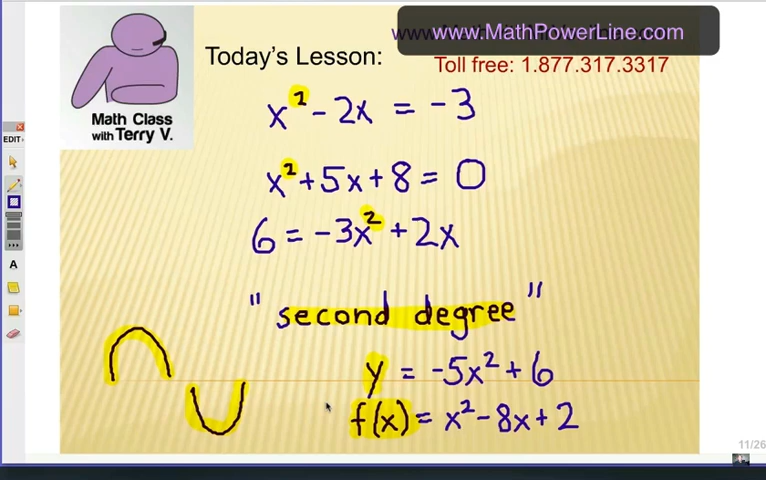 www.MathPowerLine.com
Today's Lesson:
Toll free: 1.877.317.3317
x² - 2x = -3
Math Class
with Terry V.
EDIT
x² + 5x + 8 = 0
6 = -3x² + 2x
A
"second degree"
y = -5x² + 6
f(x) = x² - 8x + 2
11/26